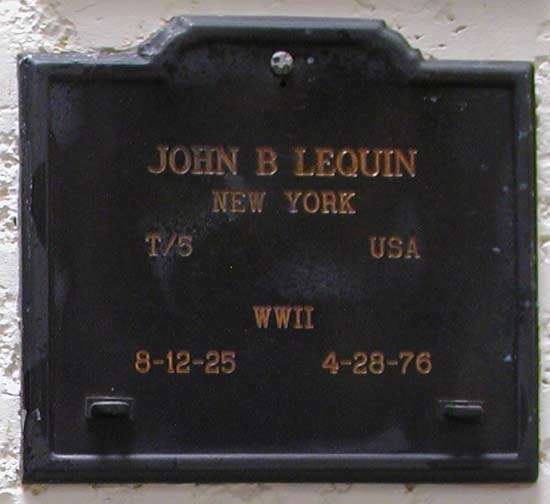 JOHN B LEQUIN
NEW YORK
T/5 USA
WWII
8-12-25 4-28-76